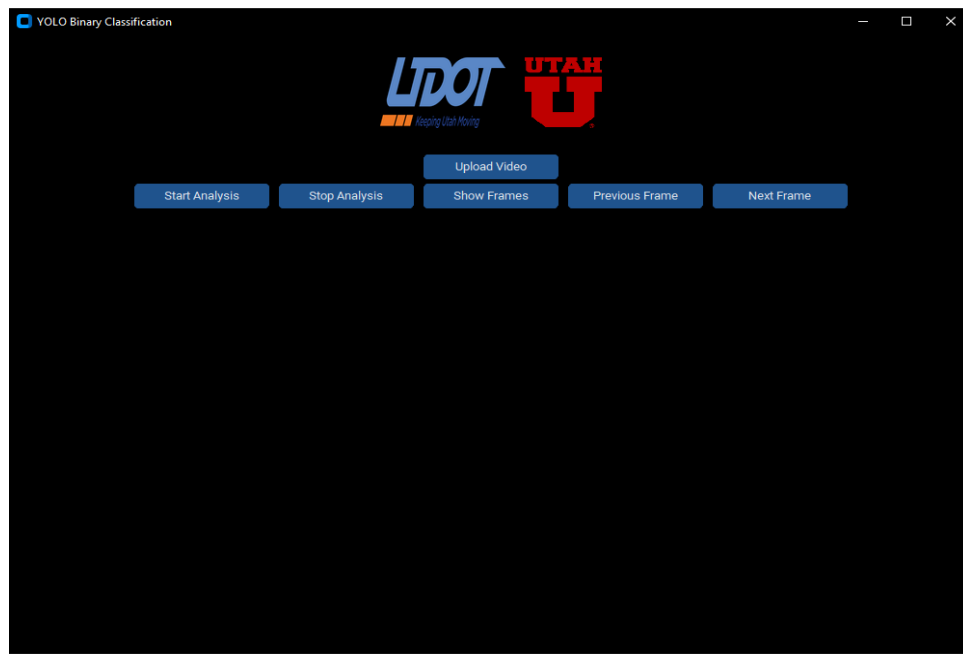 YOLO Binary Classification
UDOT
Keeping Utah Moving
UTAH
U
Upload Video
Start Analysis Stop Analysis Show Frames Previous Frame Next Frame